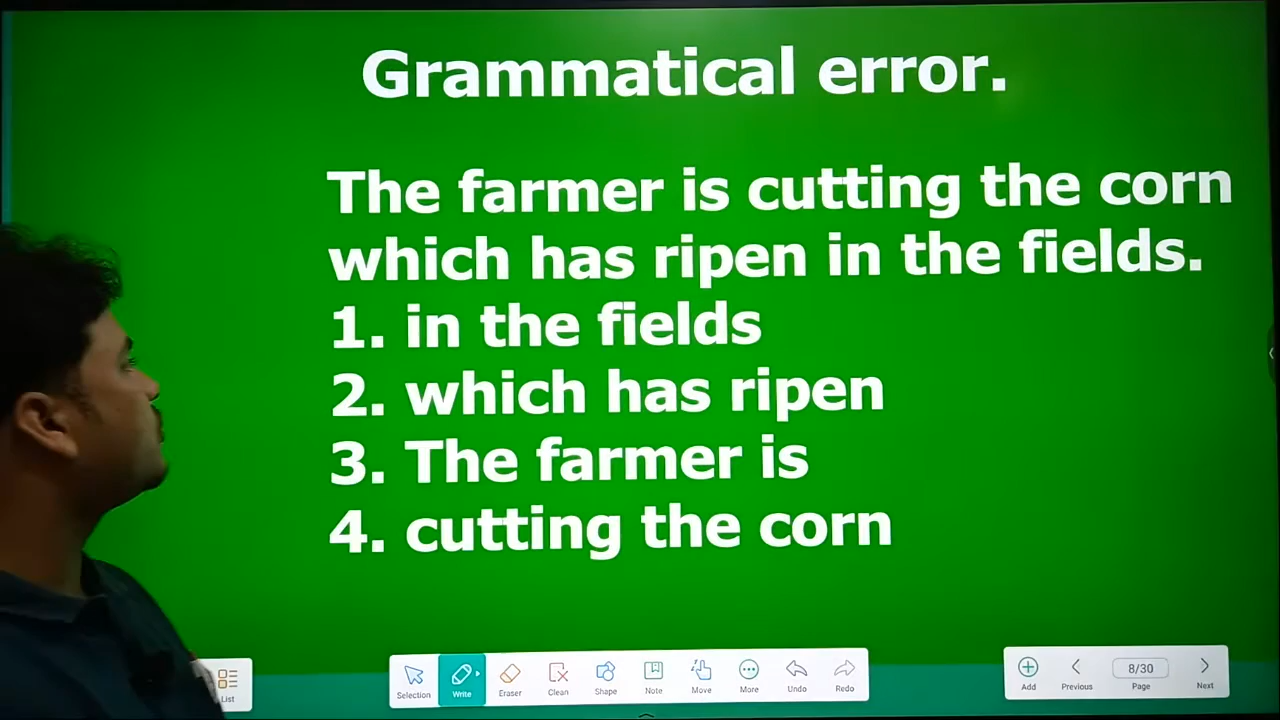 Grammatical error.
The farmer is cutting the corn
which has ripen in the fields.
1. in the fields
2. which has ripen
3. The farmer is
4. cutting the corn
List
Selection
Write
Eraser
Clean
Shape
Note
Move
More
Undo
Redo
Add
Previous
8/30
Page
Next